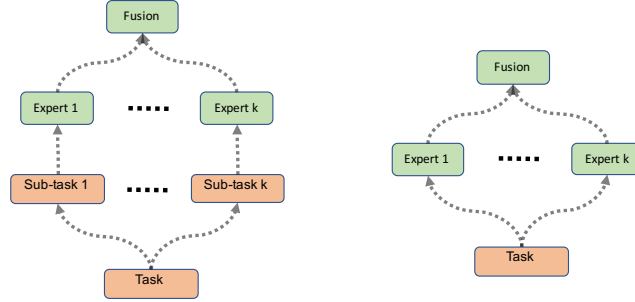 Fusion
Expert 1
Expert k
Sub-task 1
Sub-task k
Task
Fusion
Expert 1
Expert k
Task